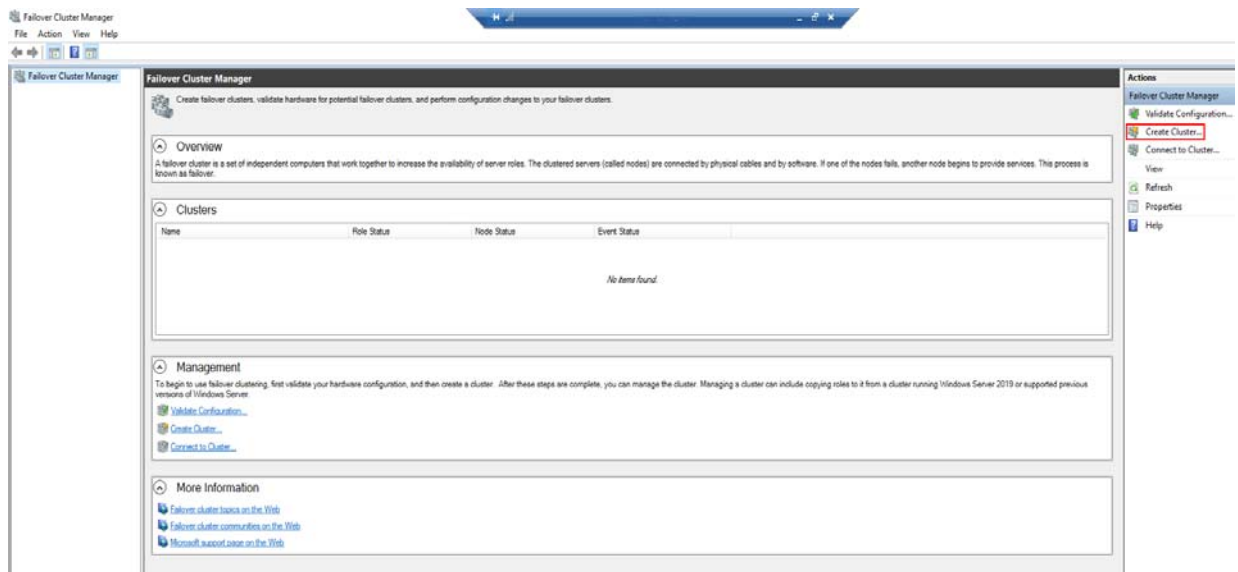 Failover Cluster Manager
File Action View Help
Failover Cluster Manager
Failover Cluster Manager
Create failover clusters, validate hardware for potential failover clusters, and perform configuration changes to your failover clusters.
Overview
A failover cluster is a set of independent computers that work together to increase the availability of server roles. The clustered servers (called nodes) are connected by physical cables and by software. If one of the nodes fails, another node begins to provide services. This process is
known as failover.
Clusters
Name Role Status Node Status Event Status
No items found.
Management
To begin to use failover clustering, first validate your hardware configuration, and then create a cluster. After these steps are complete, you can manage the cluster. Managing a cluster can include copying roles to it from a cluster running Windows Server 2019 or supported previous
versions of Windows Server.
Validate Configuration...
Create Cluster...
Connect to Cluster...
More Information
Failover cluster topics on the Web
Failover cluster communities on the Web
Microsoft support page on the Web
Actions
Failover Cluster Manager
Validate Configuration...
Create Cluster...
Connect to Cluster...
View
Refresh
Properties
Help